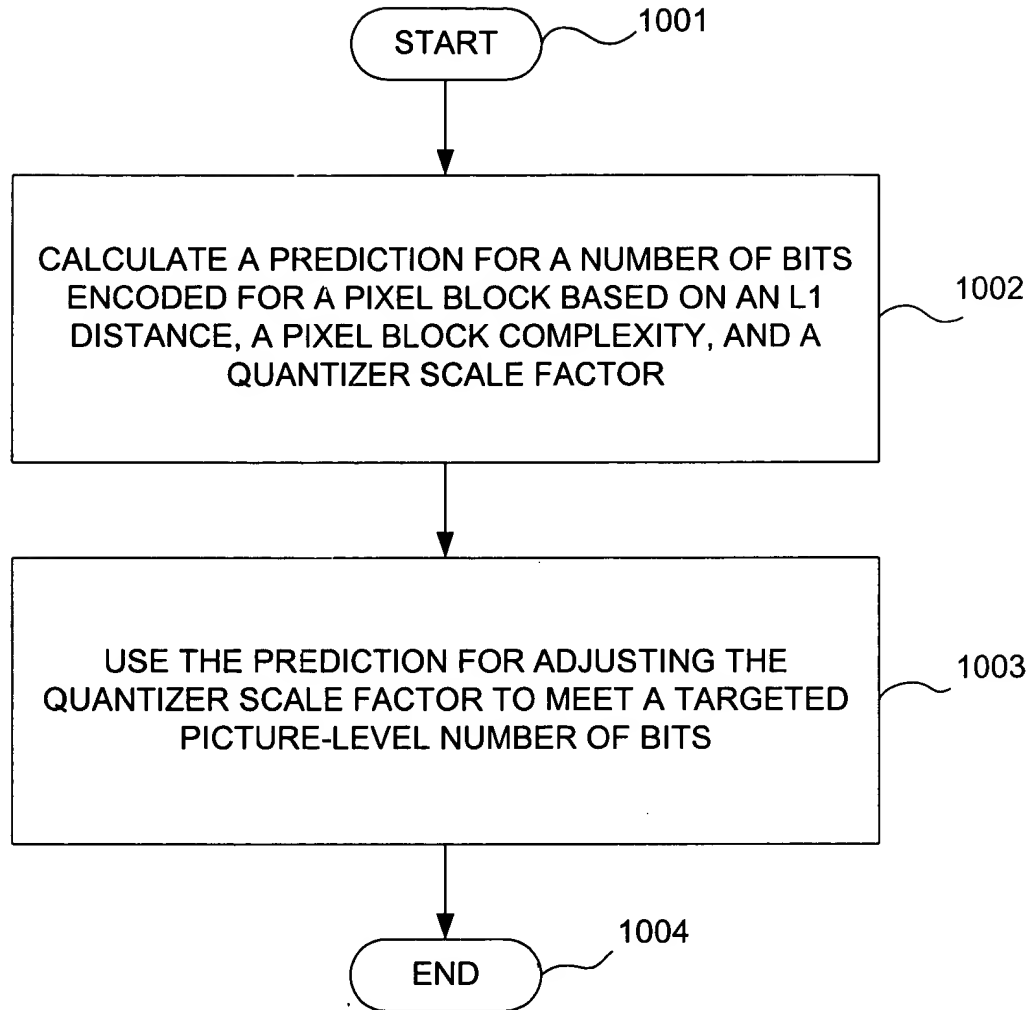 START
1001
CALCULATE A PREDICTION FOR A NUMBER OF BITS
ENCODED FOR A PIXEL BLOCK BASED ON AN L1
DISTANCE, A PIXEL BLOCK COMPLEXITY, AND A
QUANTIZER SCALE FACTOR
1002
USE THE PREDICTION FOR ADJUSTING THE
QUANTIZER SCALE FACTOR TO MEET A TARGETED
PICTURE-LEVEL NUMBER OF BITS
1003
END
1004